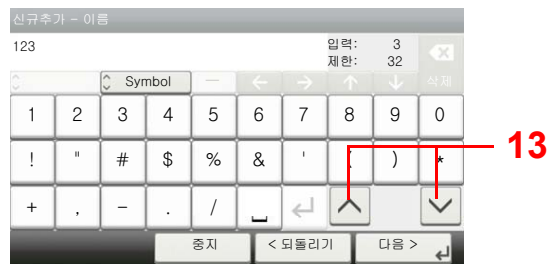 신규추가 - 이름
123
입력: 3
제한: 32
Symbol
삭제
1 2 3 4 5 6 7 8 9 0
! " # $ % & ' ( ) *
13
+ , - . /
중지 < 되돌리기 다음 >